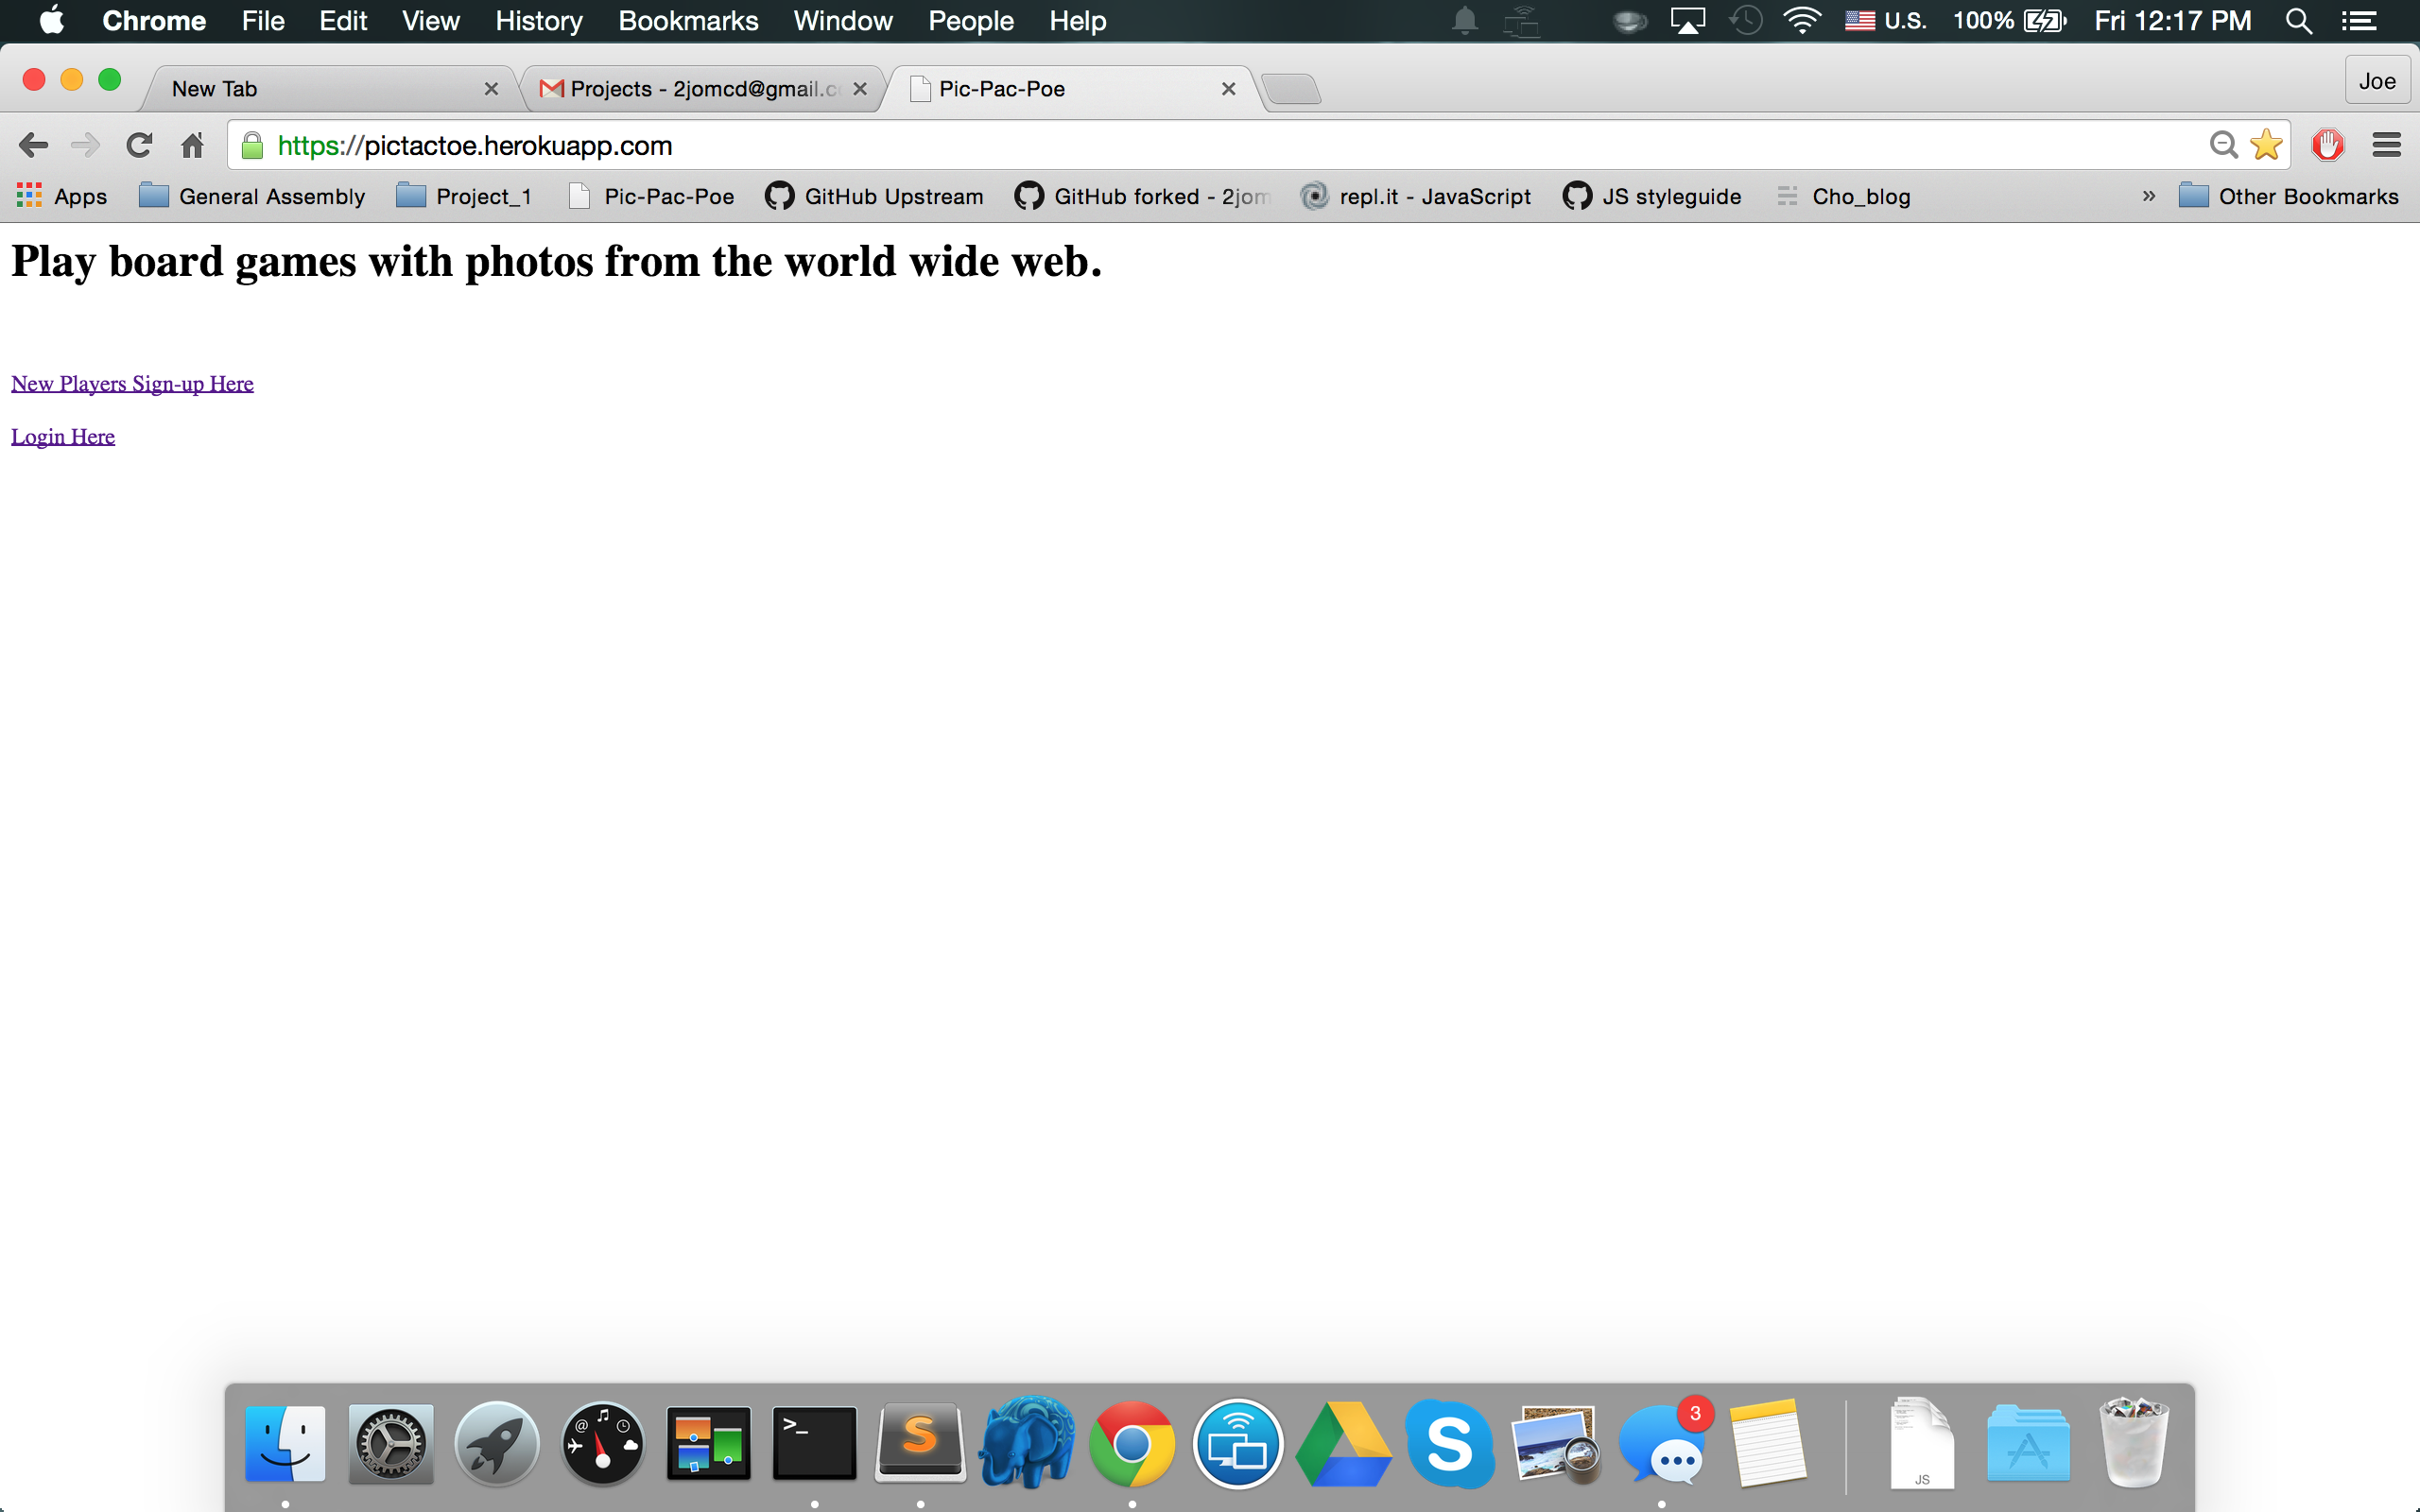 Chrome File Edit View History Bookmarks Window People Help U.S. 100% Fri 12:17 PM
New Tab Projects - 2jomcd@gmail.c Pic-Pac-Poe Joe
https://pictactoe.herokuapp.com
Apps General Assembly Project_1 Pic-Pac-Poe GitHub Upstream GitHub forked - 2jom repl.it - JavaScript JS styleguide Cho_blog » Other Bookmarks
Play board games with photos from the world wide web.
New Players Sign-up Here
Login Here
>_ S S 3 JS